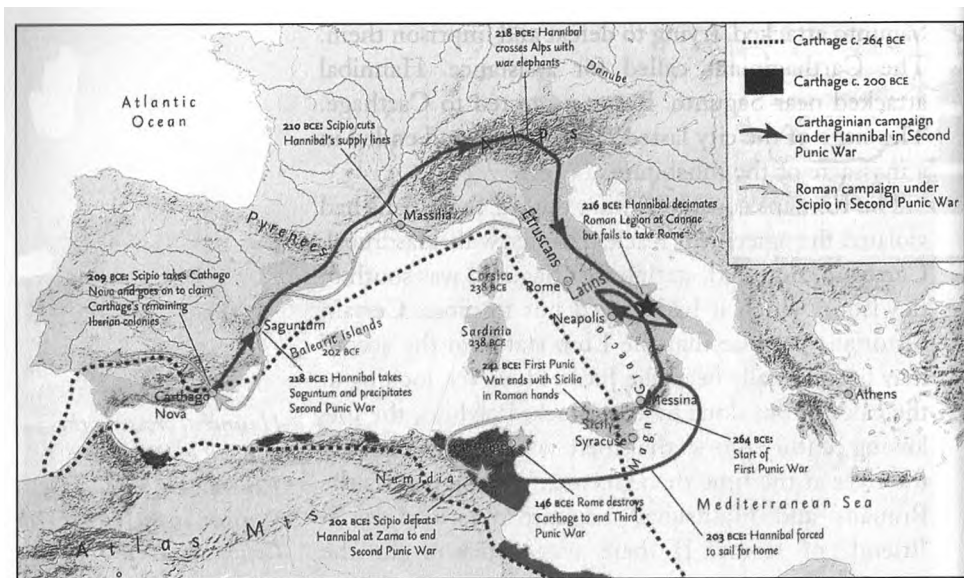 218 BCE: Hannibal
crosses Alps with
war elephants
Danube
Atlantic
Ocean
210 BCE: Scipio cuts
Hannibal's supply lines
A l p s
Pyrenees
Massilia
Etruscans
216 BCE: Hannibal decimates
Roman Legion at Cannae
but fails to take Rome
209 BCE: Scipio takes Cathago
Nova and goes on to claim
Carthage's remaining
Iberian colonies
Corsica
238 BCE
Rome
Latins
Neapolis
Saguntum
Balearic Islands
202 BCE
Sardinia
238 BCE
218 BCE: Hannibal takes
Saguntum and precipitates
Second Punic War
241 BCE: First Punic
War ends with Sicilia
in Roman hands
Carthago
Nova
Magna Graecia
Messina
Sicily
Syracuse
Athens
264 BCE:
Start of
First Punic War
Numidia
Mediterranean Sea
146 BCE: Rome destroys
Carthage to end Third
Punic War
202 BCE: Scipio defeats
Hannibal at Zama to end
Second Punic War
203 BCE: Hannibal forced
to sail for home
Atlas Mts
Carthage c. 264 BCE
Carthage c. 200 BCE
Carthaginian campaign
under Hannibal in Second
Punic War
Roman campaign under
Scipio in Second Punic War